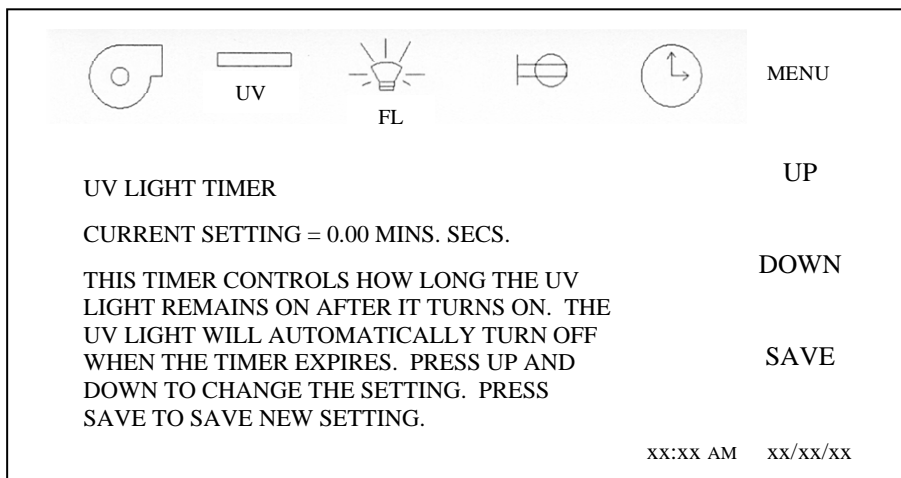 UV
FL
MENU
UP
UV LIGHT TIMER
CURRENT SETTING = 0.00 MINS. SECS.
DOWN
THIS TIMER CONTROLS HOW LONG THE UV
LIGHT REMAINS ON AFTER IT TURNS ON. THE
UV LIGHT WILL AUTOMATICALLY TURN OFF
WHEN THE TIMER EXPIRES. PRESS UP AND
DOWN TO CHANGE THE SETTING. PRESS
SAVE TO SAVE NEW SETTING.
SAVE
xx:xx AM xx/xx/xx